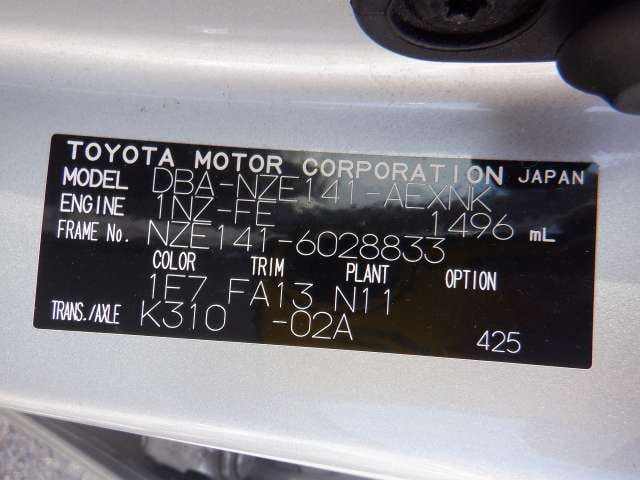 TOYOTA MOTOR CORPORATION JAPAN
MODEL DBA-NZE141-AEXNK
ENGINE 1NZ-FE 1496 mL
FRAME No. NZE141-6028833
COLOR TRIM PLANT OPTION
1E7 FA13 N11
TRANS./AXLE K310 -02A
425